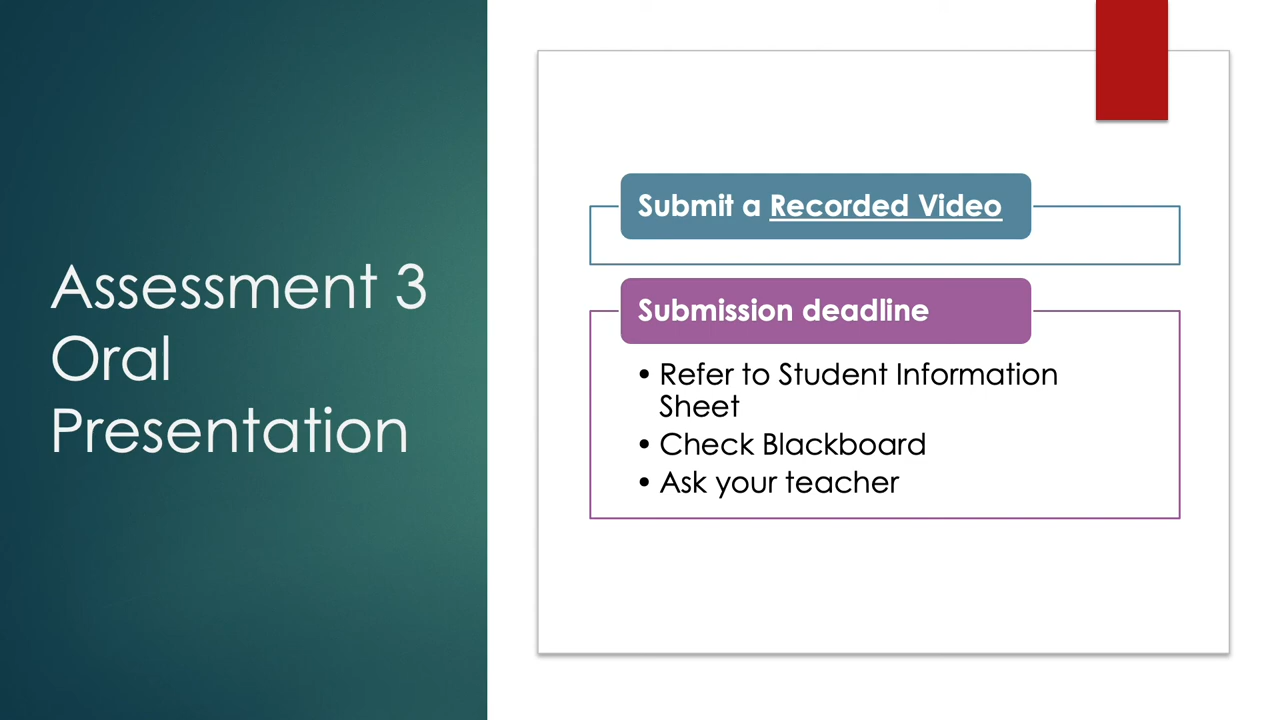 Assessment 3
Oral
Presentation
Submit a Recorded Video
Submission deadline
• Refer to Student Information
Sheet
• Check Blackboard
• Ask your teacher